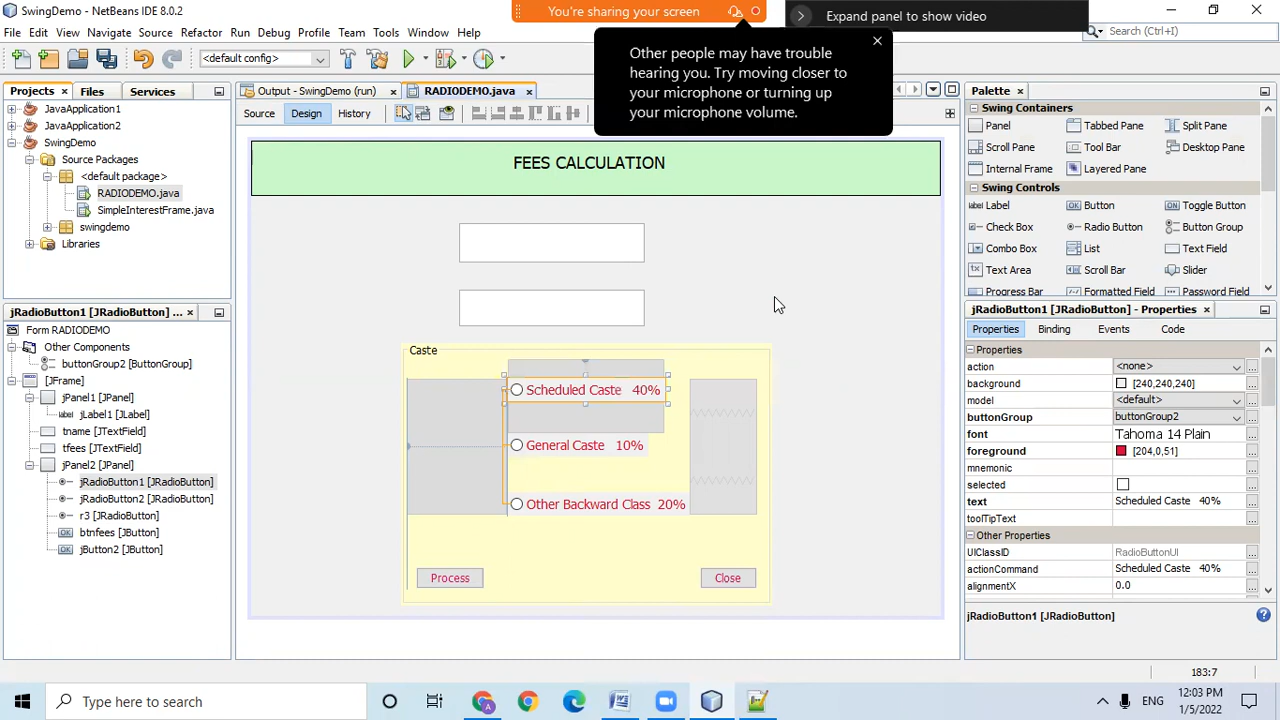 SwingDemo - NetBeans IDE 8.0.2
You're sharing your screen
Expand panel to show video
File Edit View Navigate Source Refactor Run Debug Profile Team Tools Window Help
Search (Ctrl+I)
<default config>
Other people may have trouble
hearing you. Try moving closer to
your microphone or turning up
your microphone volume.
Projects Files Services
Output - SwingDemo (run) RADIODEMO.java
Palette
Source Design History
JavaApplication1
JavaApplication2
SwingDemo
Source Packages
<default package>
RADIODEMO.java
SimpleInterestFrame.java
swingdemo
Libraries
jRadioButton1 [JRadioButton] ...
Form RADIODEMO
Other Components
buttonGroup2 [ButtonGroup]
[JFrame]
jPanel1 [JPanel]
jLabel1 [JLabel]
tname [JTextField]
tfees [JTextField]
jPanel2 [JPanel]
jRadioButton1 [JRadioButton]
jRadioButton2 [JRadioButton]
r3 [JRadioButton]
btnfees [JButton]
jButton2 [JButton]
FEES CALCULATION
Caste
Scheduled Caste 40%
General Caste 10%
Other Backward Class 20%
Process Close
Swing Containers
Panel Tabbed Pane Split Pane
Scroll Pane Tool Bar Desktop Pane
Internal Frame Layered Pane
Swing Controls
Label Button Toggle Button
Check Box Radio Button Button Group
Combo Box List Text Field
Text Area Scroll Bar Slider
Progress Bar Formatted Field Password Field
jRadioButton1 [JRadioButton] - Properties
Properties Binding Events Code
Properties
action <none>
background [240,240,240]
model <default>
buttonGroup buttonGroup2
font Tahoma 14 Plain
foreground [204,0,51]
mnemonic
selected
text Scheduled Caste 40%
toolTipText
Other Properties
UIClassID RadioButtonUI
actionCommand Scheduled Caste 40%
alignmentX 0.0
jRadioButton1 [JRadioButton]
183:7
Type here to search
ENG
12:03 PM
1/5/2022